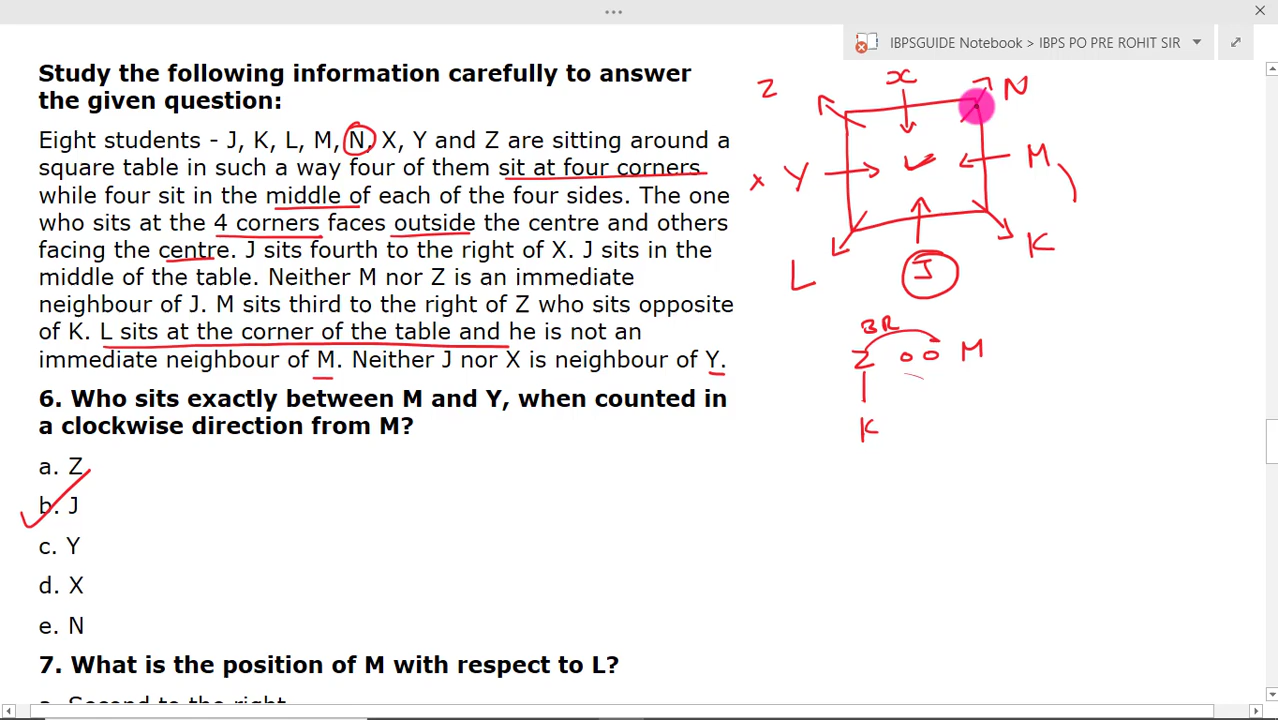 IBPSGUIDE Notebook > IBPS PO PRE ROHIT SIR
Study the following information carefully to answer
the given question:
Eight students - J, K, L, M, N, X, Y and Z are sitting around a
square table in such a way four of them sit at four corners
while four sit in the middle of each of the four sides. The one
who sits at the 4 corners faces outside the centre and others
facing the centre. J sits fourth to the right of X. J sits in the
middle of the table. Neither M nor Z is an immediate
neighbour of J. M sits third to the right of Z who sits opposite
of K. L sits at the corner of the table and he is not an
immediate neighbour of M. Neither J nor X is neighbour of Y.
6. Who sits exactly between M and Y, when counted in
a clockwise direction from M?
a. Z
b. J
c. Y
d. X
e. N
7. What is the position of M with respect to L?
Z x N
x Y M
L J K
3R
Z o o M
K